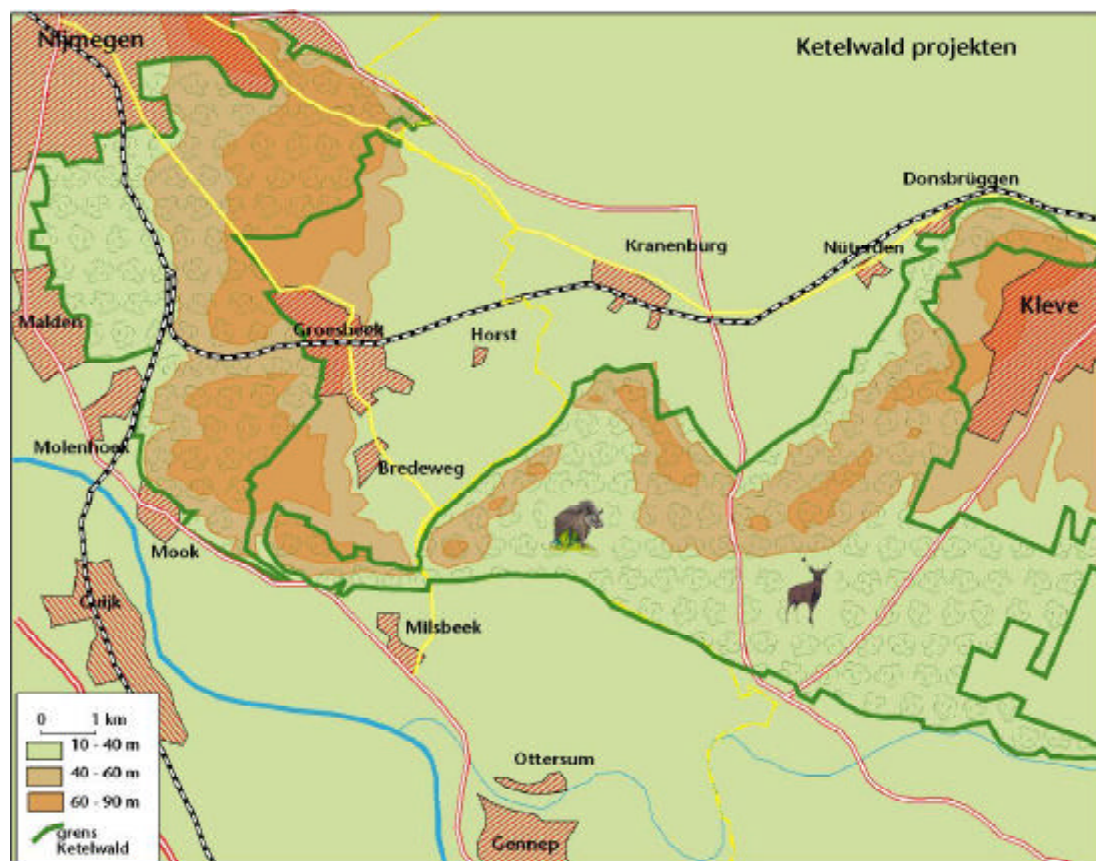 Nijmegen
Ketelwald projekten
Donsbrüggen
Kranenburg
Nütterden
Kleve
Malden
Groesbeek
Horst
Molenhoek
Bredeweg
Mook
Cuijk
Milsbeek
Ottersum
Gennep
0 1 km
10 - 40 m
40 - 60 m
60 - 90 m
grens
Ketelwald